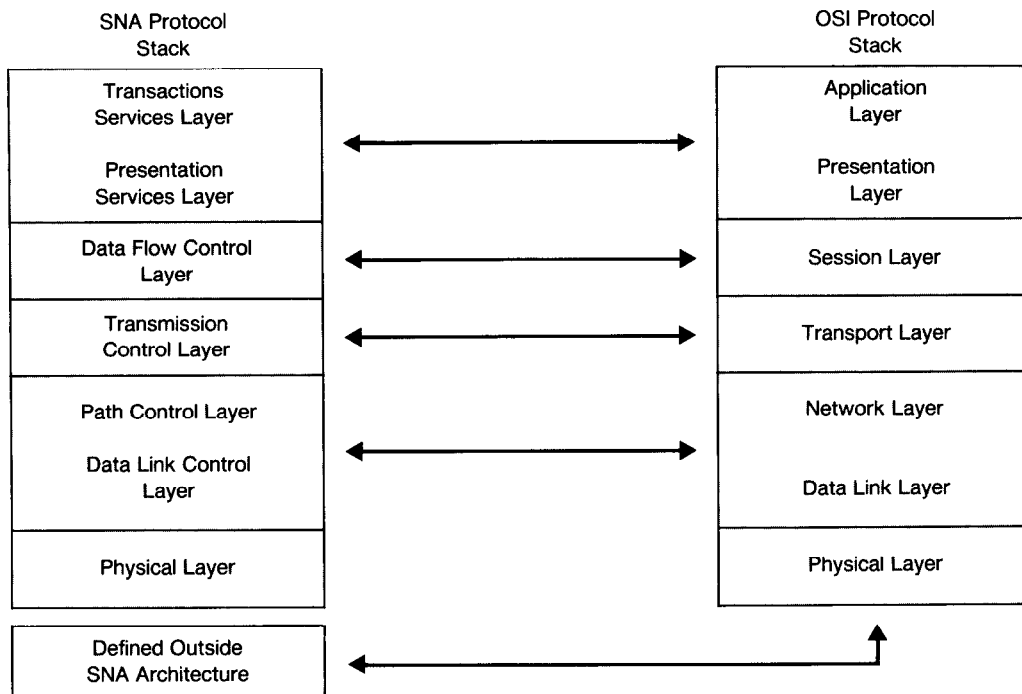 SNA Protocol
Stack
Transactions
Services Layer
Presentation
Services Layer
Data Flow Control
Layer
Transmission
Control Layer
Path Control Layer
Data Link Control
Layer
Physical Layer
Defined Outside
SNA Architecture
OSI Protocol
Stack
Application
Layer
Presentation
Layer
Session Layer
Transport Layer
Network Layer
Data Link Layer
Physical Layer